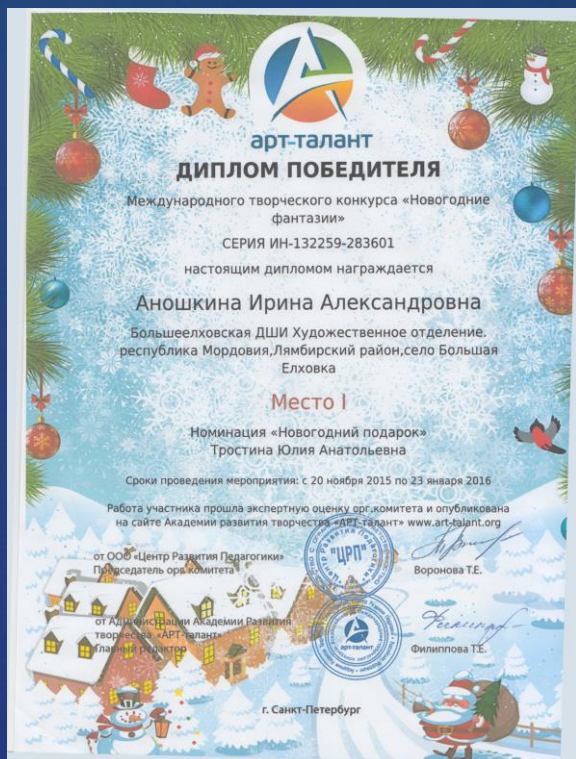 арт-талант
ДИПЛОМ ПОБЕДИТЕЛЯ
Международного творческого конкурса «Новогодние
фантазии»
СЕРИЯ ИН-132259-283601
настоящим дипломом награждается
Аношкина Ирина Александровна
Большеелховская ДШИ Художественное отделение.
республика Мордовия,Лямбирский район,село Большая
Елховка
Место I
Номинация «Новогодний подарок»
Тростина Юлия Анатольевна
Сроки проведения мероприятия: с 20 ноября 2015 по 23 января 2016
Работа участника прошла экспертную оценку орг.комитета и опубликована
на сайте Академии развития творчества «АРТ-талант» www.art-talant.org
от ООО «Центр Развития Педагогики»
Председатель орг комитета
"ЦРП"
Воронова Т.Е.
от Администрации Академии Развития
творчества «АРТ-талант»
Главный редактор
арт-талант
Филиппова Т.Е.
г. Санкт-Петербург